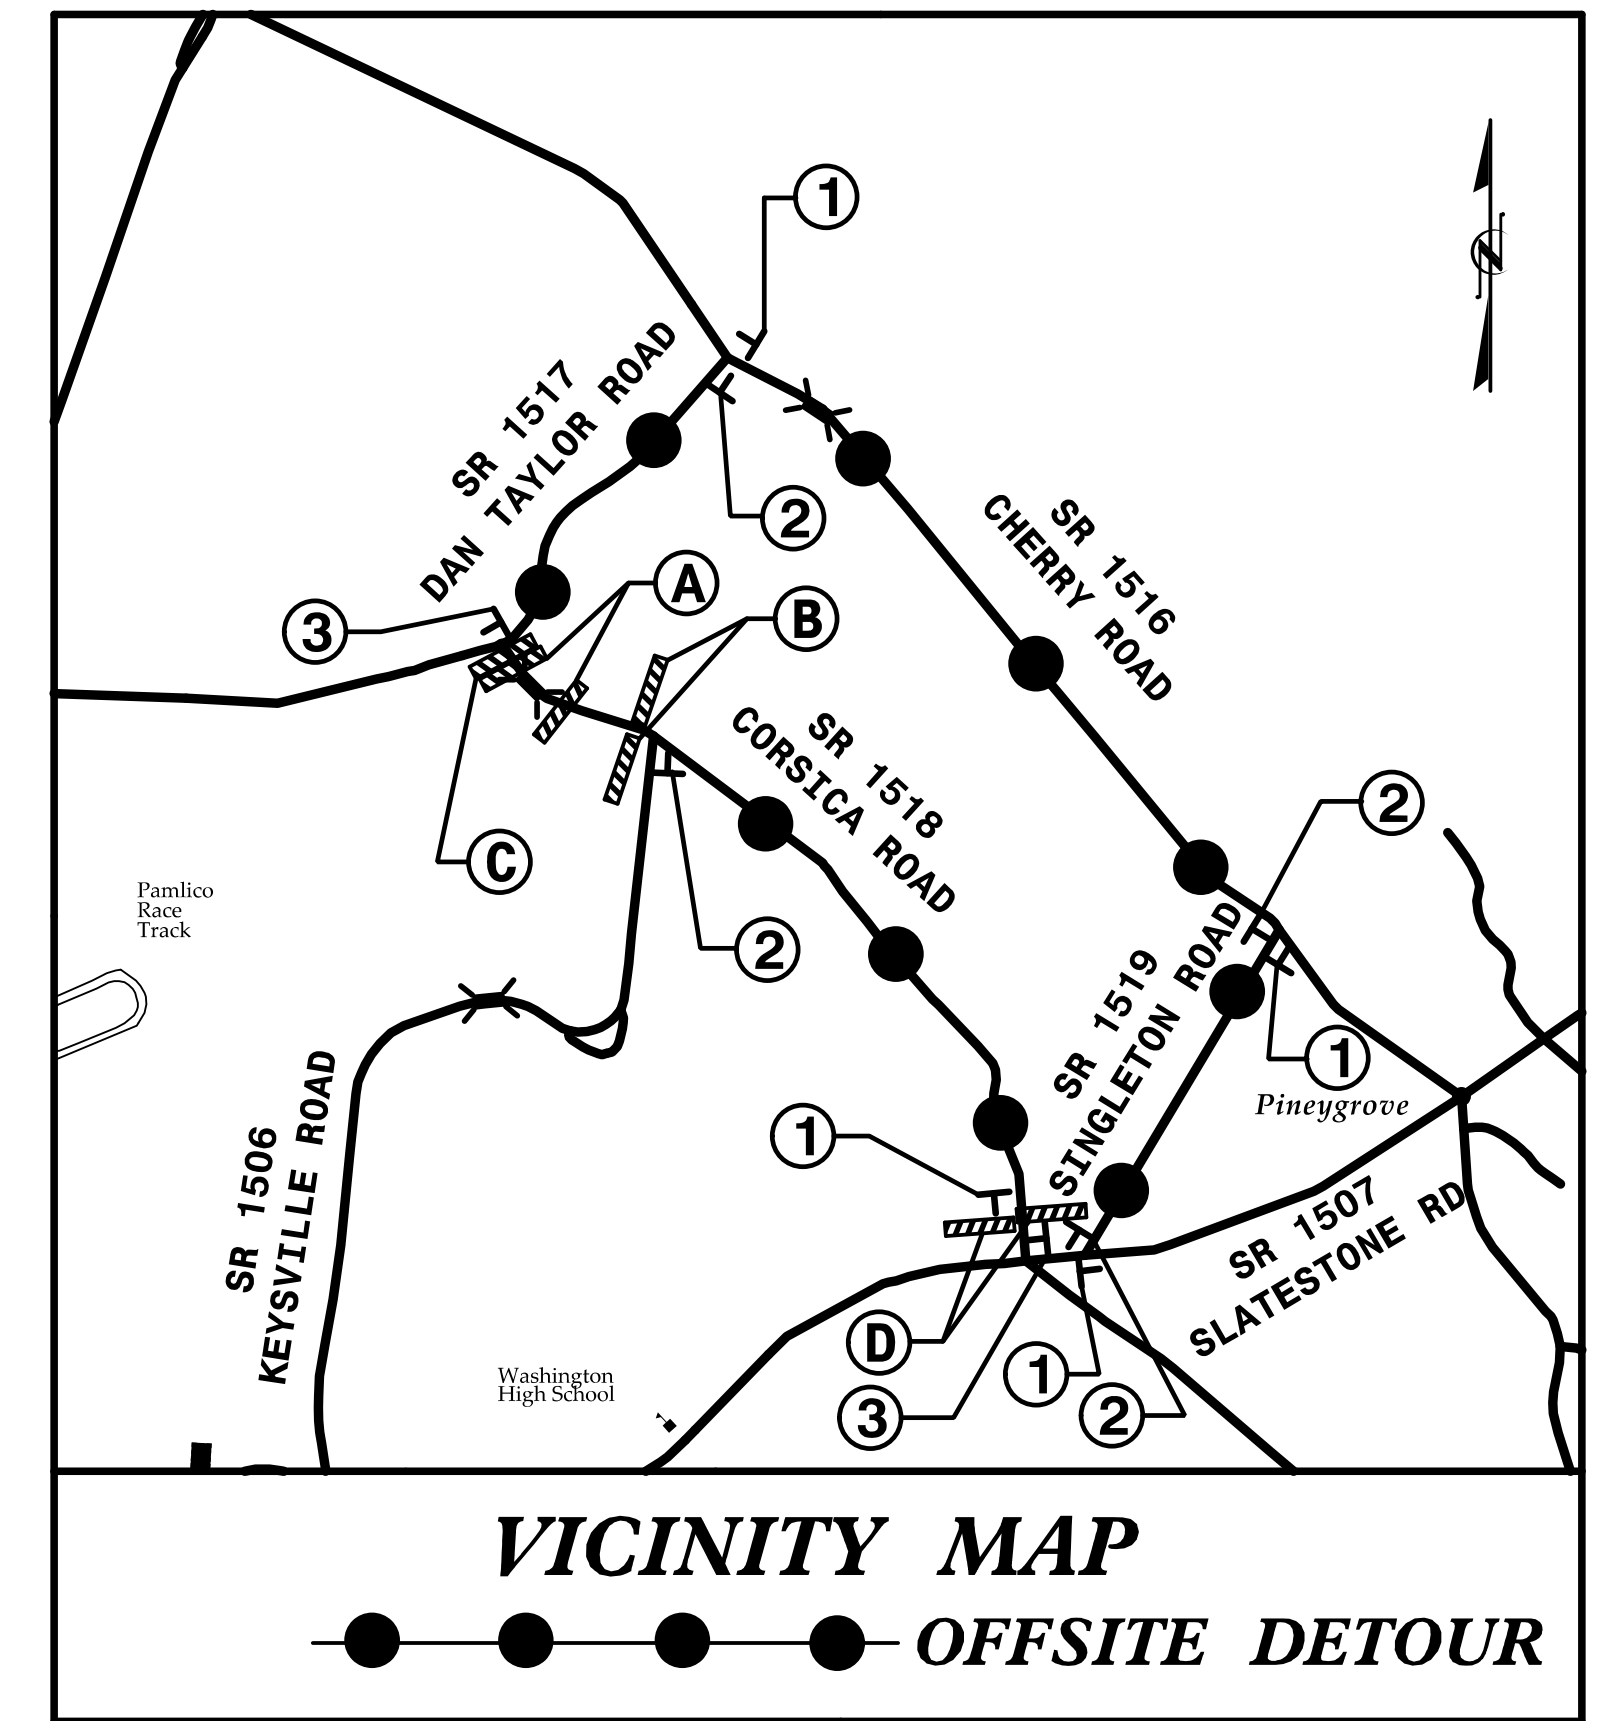 1
N
SR 1517
DAN TAYLOR ROAD
2
SR 1516
CHERRY ROAD
A
B
3
SR 1518
CORSICA ROAD
2
C
Pamlico
Race
Track
2
SR 1519
SINGLETON ROAD
1
Pineygrove
SR 1506
KEYSVILLE ROAD
1
SR 1507
SLATESTONE RD
D
1
Washington
High School
3
2
VICINITY MAP
OFFSITE DETOUR